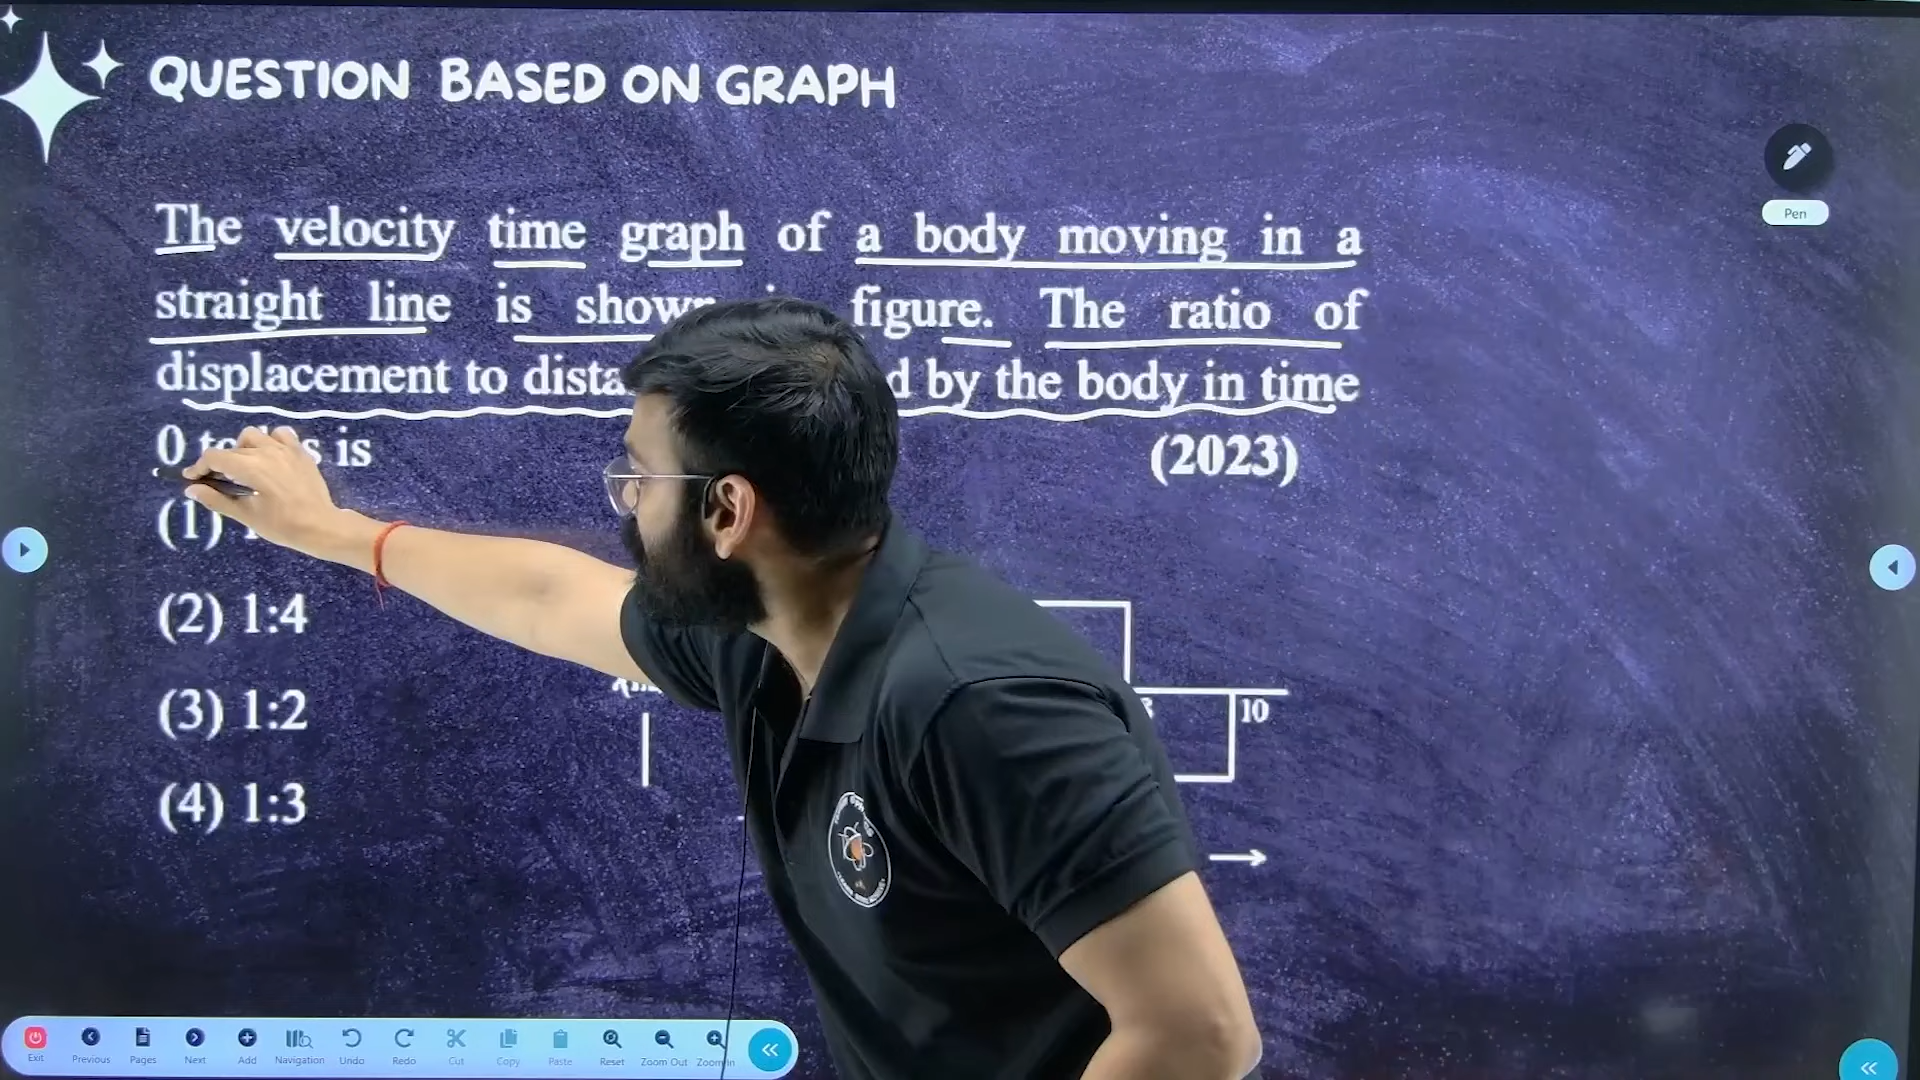 QUESTION BASED ON GRAPH
Pen
The velocity time graph of a body moving in a
straight line is figure. The ratio of
displacement to by the body in time
0 s is
(2023)
(1)
(2) 1:4
(3) 1:2
10
(4) 1:3
Exit Previous Pages Next Add Navigation Undo Redo Cut Copy Paste Reset Zoom Out Zoom In